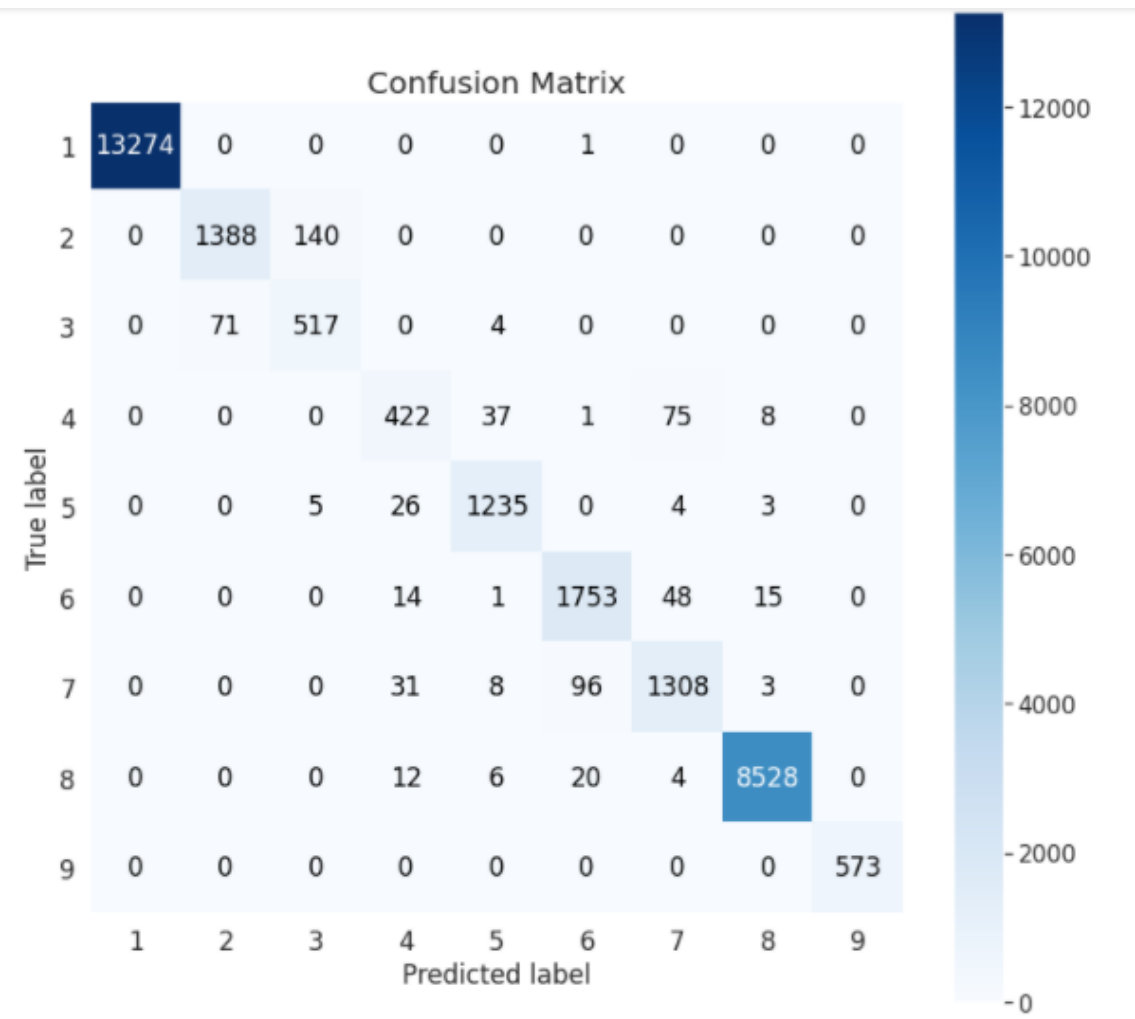 Confusion Matrix
1 13274 0 0 0 0 1 0 0 0
2 0 1388 140 0 0 0 0 0 0
3 0 71 517 0 4 0 0 0 0
4 0 0 0 422 37 1 75 8 0
5 0 0 5 26 1235 0 4 3 0
6 0 0 0 14 1 1753 48 15 0
7 0 0 0 31 8 96 1308 3 0
8 0 0 0 12 6 20 4 8528 0
9 0 0 0 0 0 0 0 0 573
1 2 3 4 5 6 7 8 9
Predicted label
True label
12000
10000
8000
6000
4000
2000
0